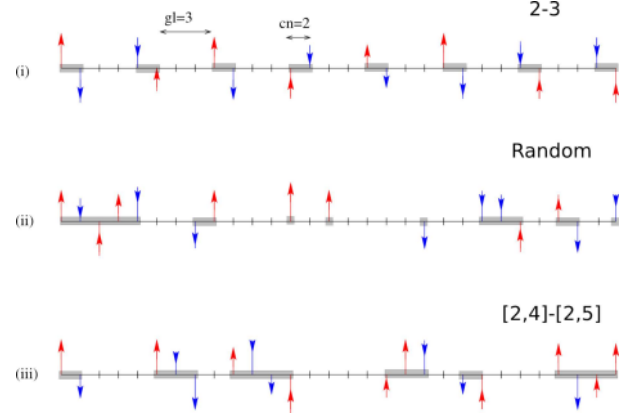 2-3
gl=3
cn=2
(i)
Random
(ii)
[2,4]-[2,5]
(iii)